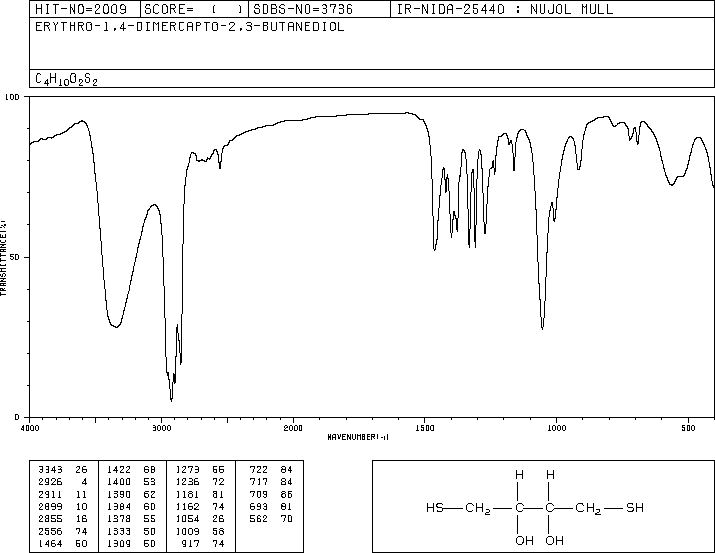 HIT-NO=2009 SCORE= ( ) SDBS-NO=3736 IR-NIDA-25440 : NUJOL MULL
ERYTHRO-1,4-DIMERCAPTO-2,3-BUTANEDIOL
C4H10O2S2
100
50
0
TRANSMITTANCE(%)
4000 3000 2000 1500 1000 500
WAVENUMBER(-1)
3343 26 1422 68 1273 55 722 84
2926 4 1400 53 1236 72 717 84
2911 11 1390 62 1181 81 709 86
2899 10 1384 60 1162 74 693 81
2855 16 1378 55 1054 26 562 70
2556 74 1333 50 1009 58
1464 50 1309 50 917 74
H H
HS—CH2—C—C—CH2—SH
OH OH